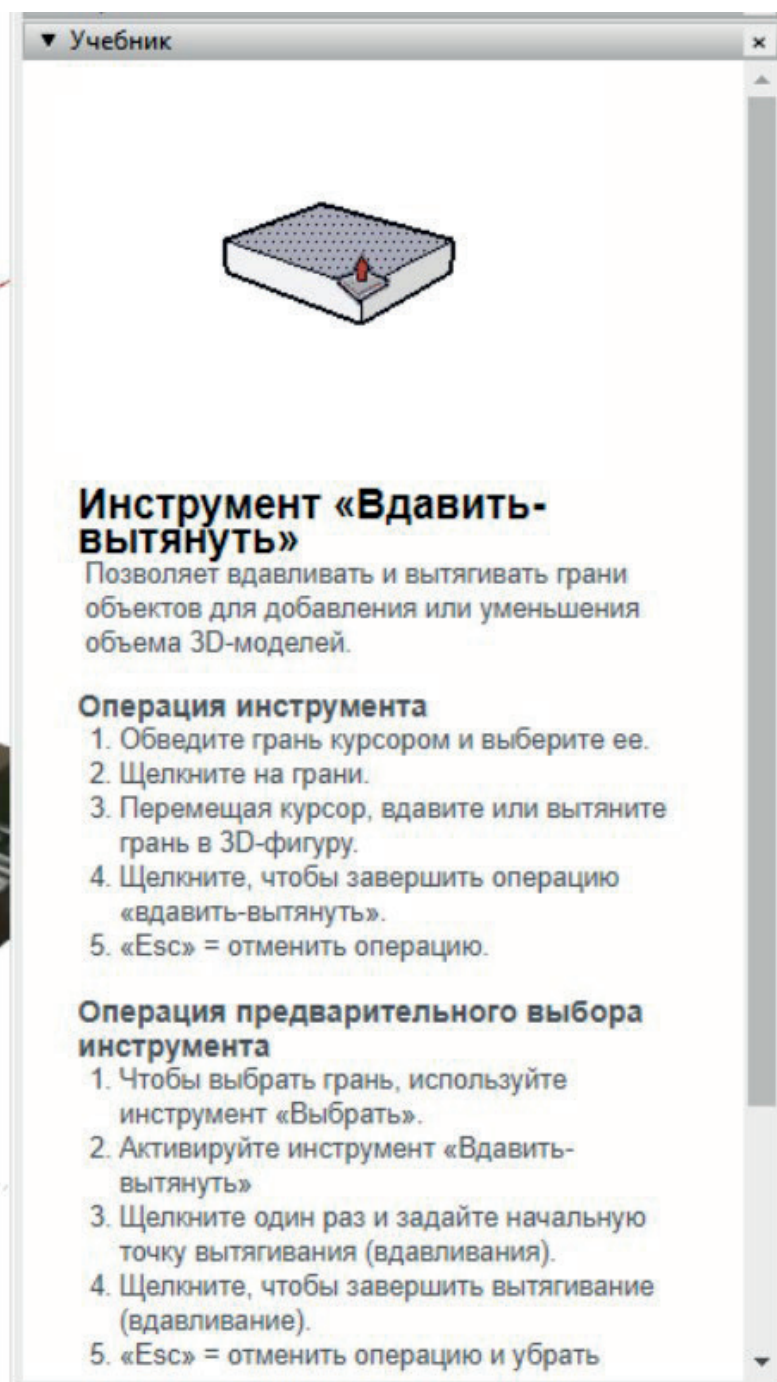 ▼ Учебник
Инструмент «Вдавить-
вытянуть»
Позволяет вдавливать и вытягивать грани
объектов для добавления или уменьшения
объема 3D-моделей.
Операция инструмента
1. Обведите грань курсором и выберите ее.
2. Щелкните на грани.
3. Перемещая курсор, вдавите или вытяните
грань в 3D-фигуру.
4. Щелкните, чтобы завершить операцию
«вдавить-вытянуть».
5. «Esc» = отменить операцию.
Операция предварительного выбора
инструмента
1. Чтобы выбрать грань, используйте
инструмент «Выбрать».
2. Активируйте инструмент «Вдавить-
вытянуть»
3. Щелкните один раз и задайте начальную
точку вытягивания (вдавливания).
4. Щелкните, чтобы завершить вытягивание
(вдавливание).
5. «Esc» = отменить операцию и убрать